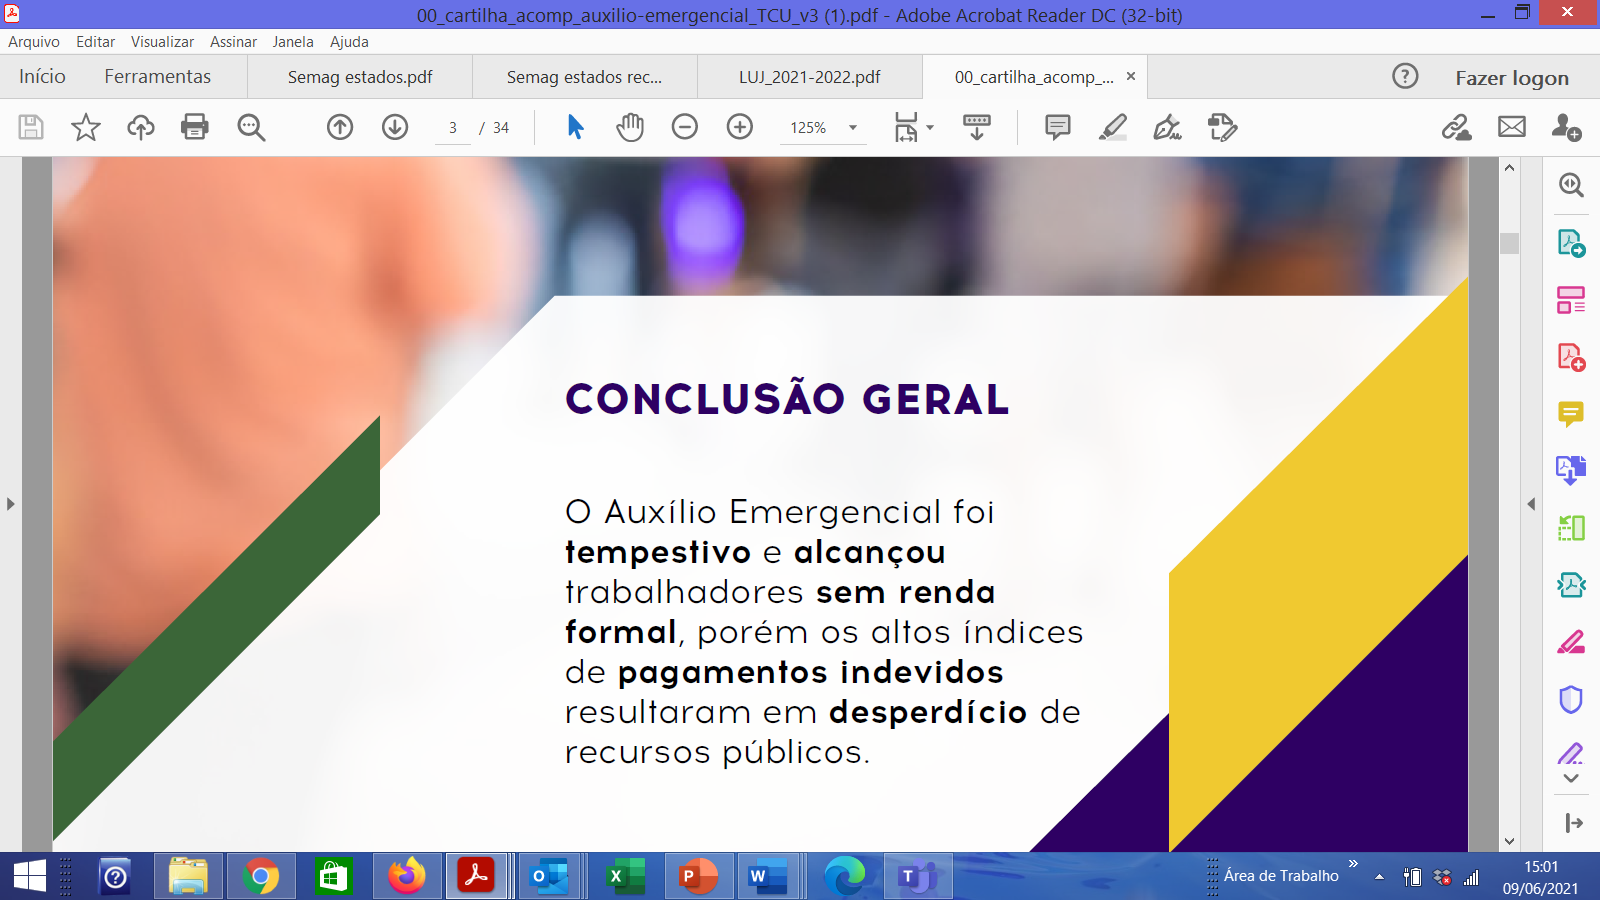 00_cartilha_acomp_auxilio-emergencial_TCU_v3 (1).pdf - Adobe Acrobat Reader DC (32-bit)
Arquivo Editar Visualizar Assinar Janela Ajuda
Início Ferramentas Semag estados.pdf Semag estados rec... LUJ_2021-2022.pdf 00_cartilha_acomp_... × ? Fazer logon
3 / 34 125%
CONCLUSÃO GERAL
O Auxílio Emergencial foi
tempestivo e alcançou
trabalhadores sem renda
formal, porém os altos índices
de pagamentos indevidos
resultaram em desperdício de
recursos públicos.
Área de Trabalho
15:01
09/06/2021